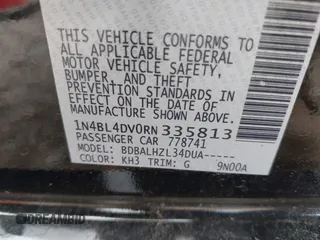 THIS VEHICLE CONFORMS TO
ALL APPLICABLE FEDERAL
MOTOR VEHICLE SAFETY,
BUMPER, AND THEFT
PREVENTION STANDARDS IN
EFFECT ON THE DATE OF
MANUFACTURE SHOWN ABOVE.
1N4BL4DV0RN335813
PASSENGER CAR 778741
MODEL: BDBALHZL34DUA-----
COLOR: KH3 TRIM: G 9N00A
DREAMBID